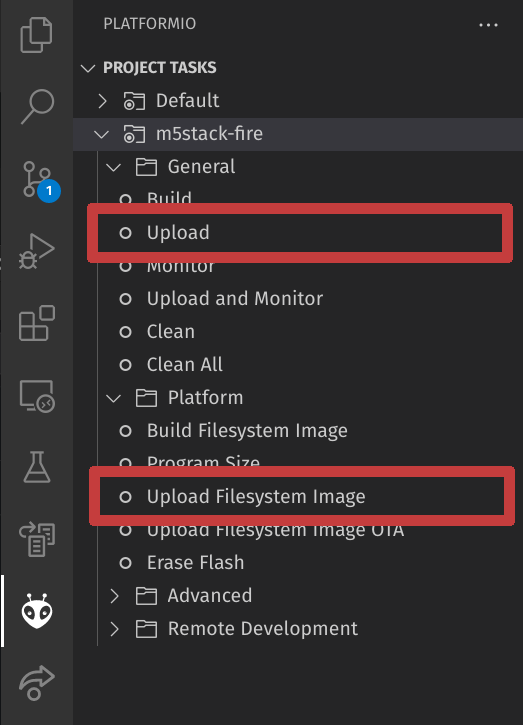 PLATFORMIO
PROJECT TASKS
Default
m5stack-fire
1
General
Build
Upload
Monitor
Upload and Monitor
Clean
Clean All
Platform
Build Filesystem Image
Program Size
Upload Filesystem Image
Upload Filesystem Image OTA
Erase Flash
Advanced
Remote Development